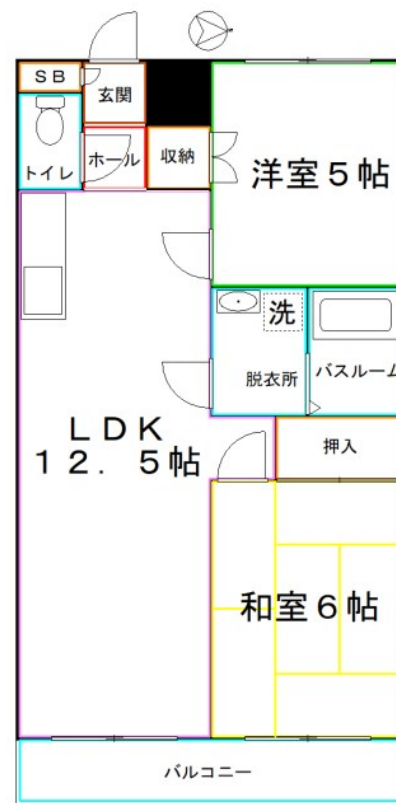 ＳＢ
玄関
トイレ
ホール
収納
洋室５帖
洗
脱衣所
バスルーム
ＬＤＫ
１２．５帖
押入
和室６帖
バルコニー